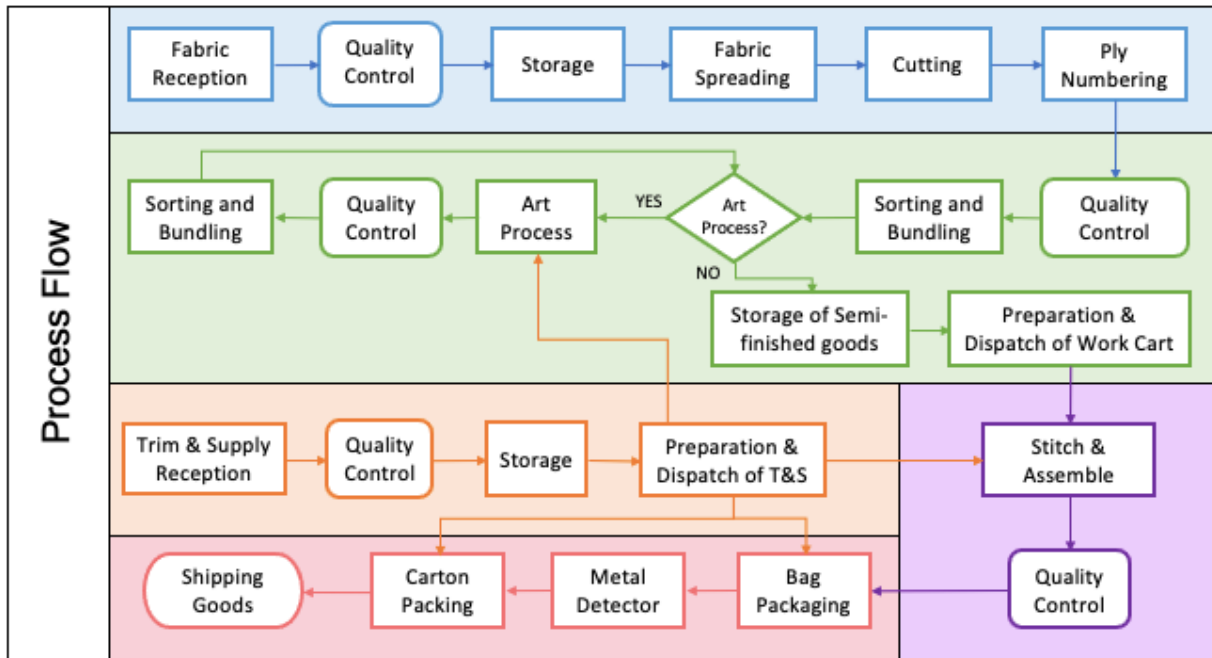 Process Flow
Fabric
Reception
Quality
Control
Storage
Fabric
Spreading
Cutting
Ply
Numbering
Sorting and
Bundling
Quality
Control
Art
Process
YES
Art
Process?
Sorting and
Bundling
Quality
Control
NO
Storage of Semi-
finished goods
Preparation &
Dispatch of Work Cart
Trim & Supply
Reception
Quality
Control
Storage
Preparation &
Dispatch of T&S
Stitch &
Assemble
Shipping
Goods
Carton
Packing
Metal
Detector
Bag
Packaging
Quality
Control